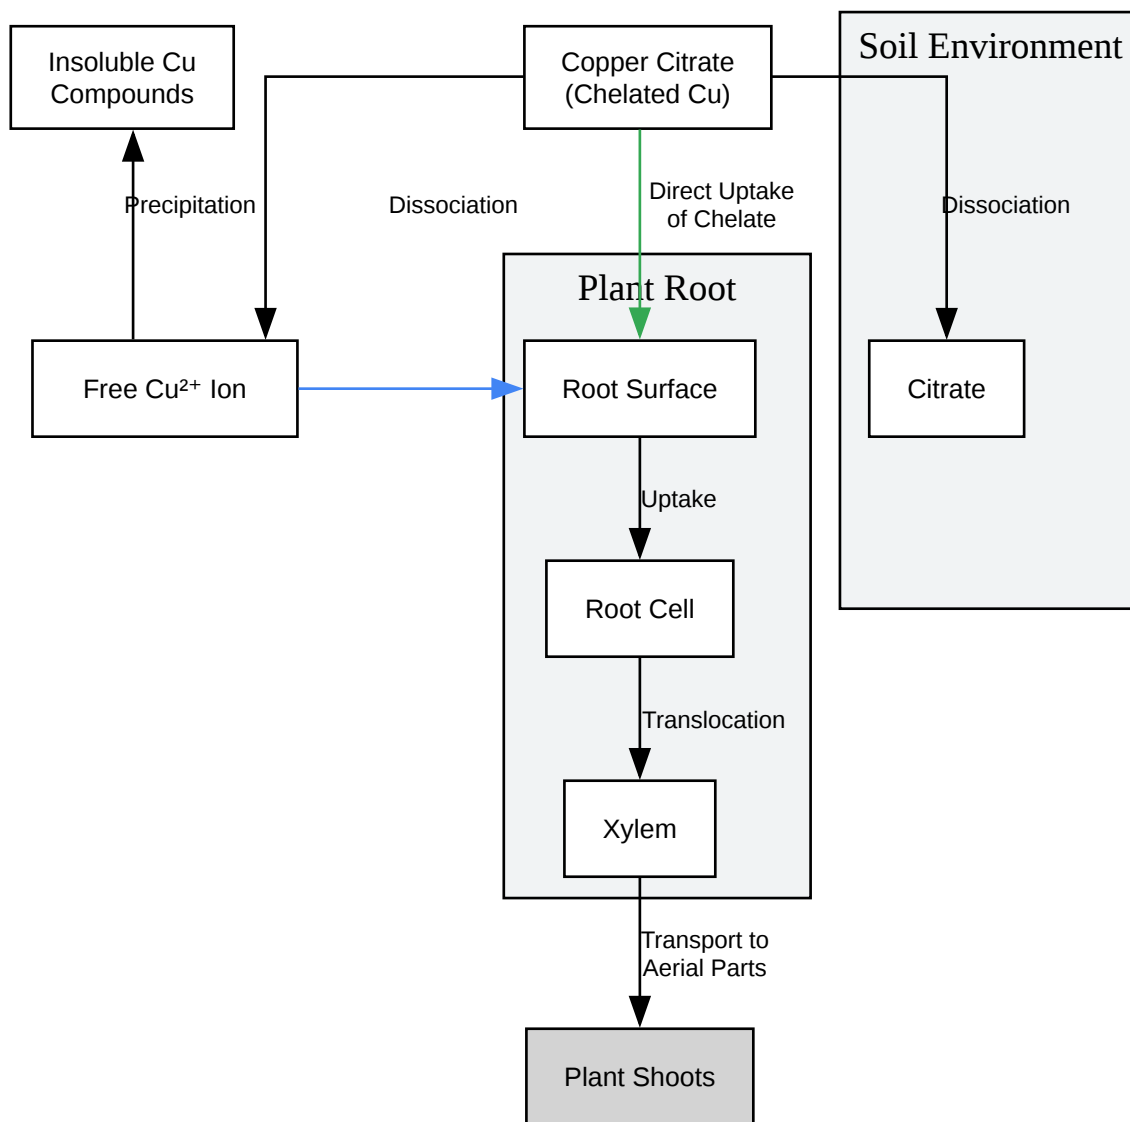 Insoluble Cu
Compounds
Copper Citrate
(Chelated Cu)
Soil Environment
Precipitation
Dissociation
Direct Uptake
of Chelate
Dissociation
Plant Root
Free Cu²⁺ Ion
Root Surface
Citrate
Uptake
Root Cell
Translocation
Xylem
Transport to
Aerial Parts
Plant Shoots